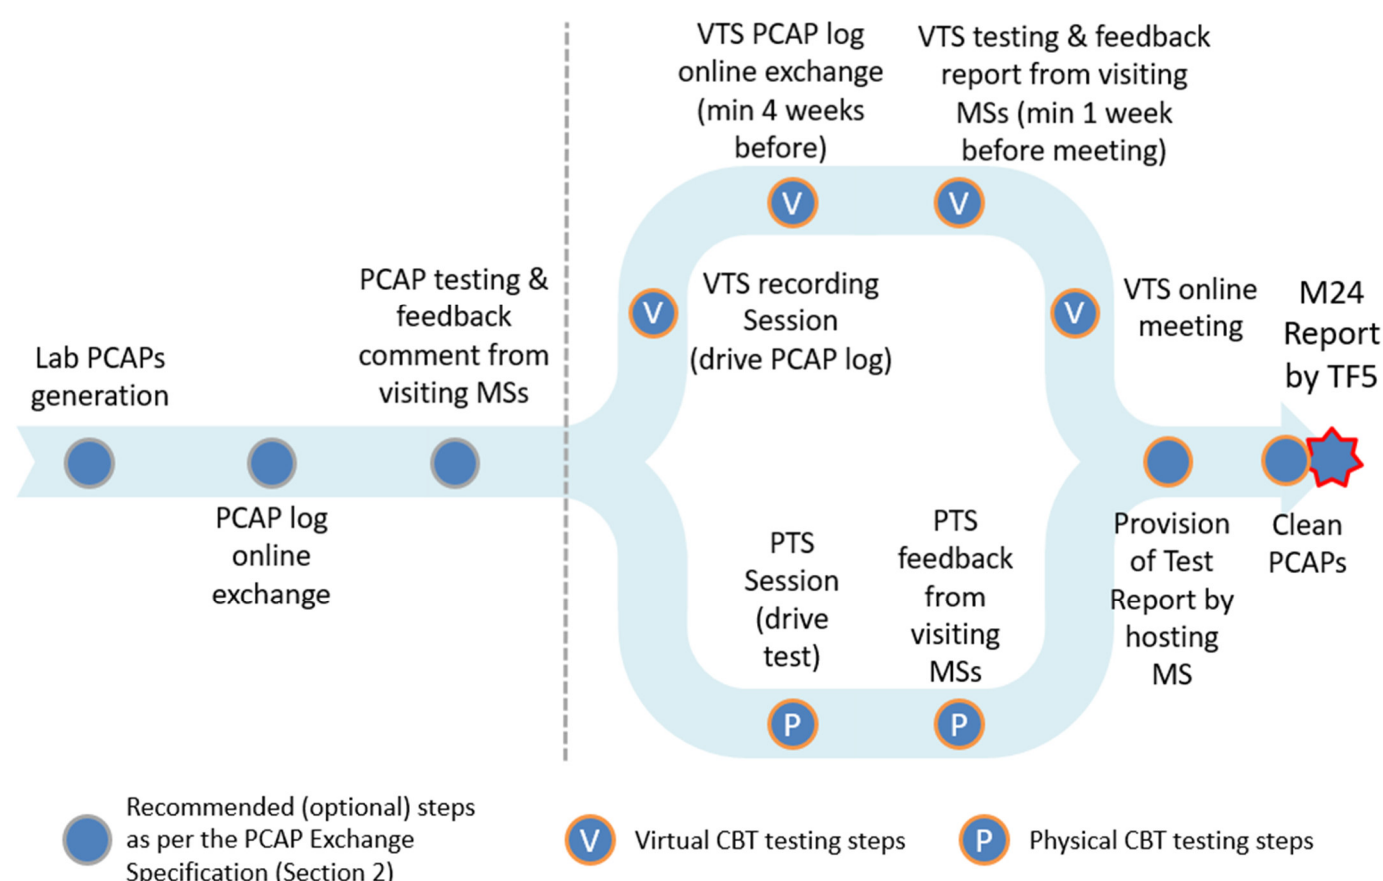 VTS PCAP log
online exchange
(min 4 weeks
before)
VTS testing & feedback
report from visiting
MSs (min 1 week
before meeting)
V
V
PCAP testing &
feedback
comment from
visiting MSs
V
VTS recording
Session
(drive PCAP log)
V
VTS online
meeting
M24
Report
by TF5
Lab PCAPs
generation
PCAP log
online
exchange
PTS
Session
(drive
test)
PTS
feedback
from
visiting
MSs
Provision
of Test
Report by
hosting
MS
Clean
PCAPs
P
P
Recommended (optional) steps
as per the PCAP Exchange
Specification (Section 2)
V
Virtual CBT testing steps
P
Physical CBT testing steps